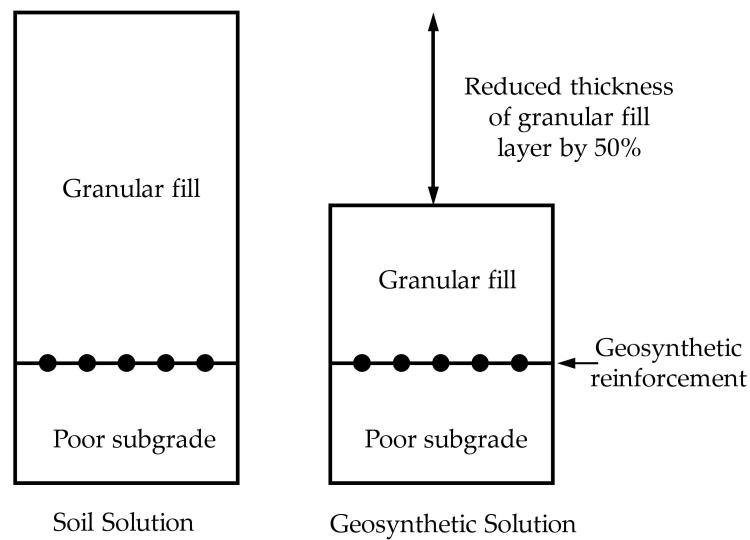 Reduced thickness
of granular fill
layer by 50%
Granular fill
Granular fill
Geosynthetic
reinforcement
Poor subgrade
Poor subgrade
Soil Solution
Geosynthetic Solution